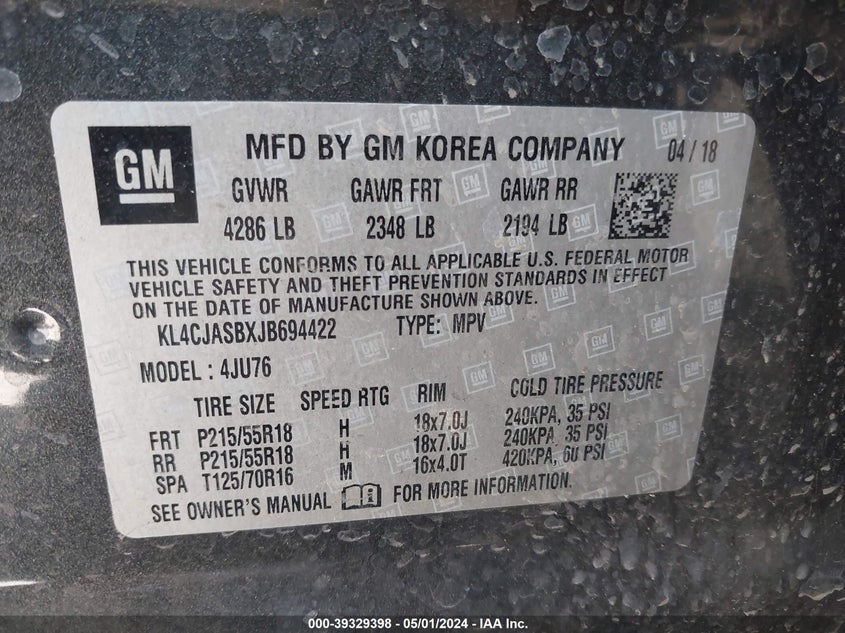 GM MFD BY GM KOREA COMPANY 04 / 18
GVWR GAWR FRT GAWR RR
4286 LB 2348 LB 2194 LB
THIS VEHICLE CONFORMS TO ALL APPLICABLE U.S. FEDERAL MOTOR
VEHICLE SAFETY AND THEFT PREVENTION STANDARDS IN EFFECT
ON THE DATE OF MANUFACTURE SHOWN ABOVE.
KL4CJASBXJB694422 TYPE: MPV
MODEL : 4JU76
TIRE SIZE SPEED RTG RIM COLD TIRE PRESSURE
FRT P215/55R18 H 18x7.0J 240KPA, 35 PSI
RR P215/55R18 H 18x7.0J 240KPA, 35 PSI
SPA T125/70R16 M 16x4.0T 420KPA, 60 PSI
SEE OWNER'S MANUAL FOR MORE INFORMATION.
000-39329398 - 05/01/2024 - IAA Inc.